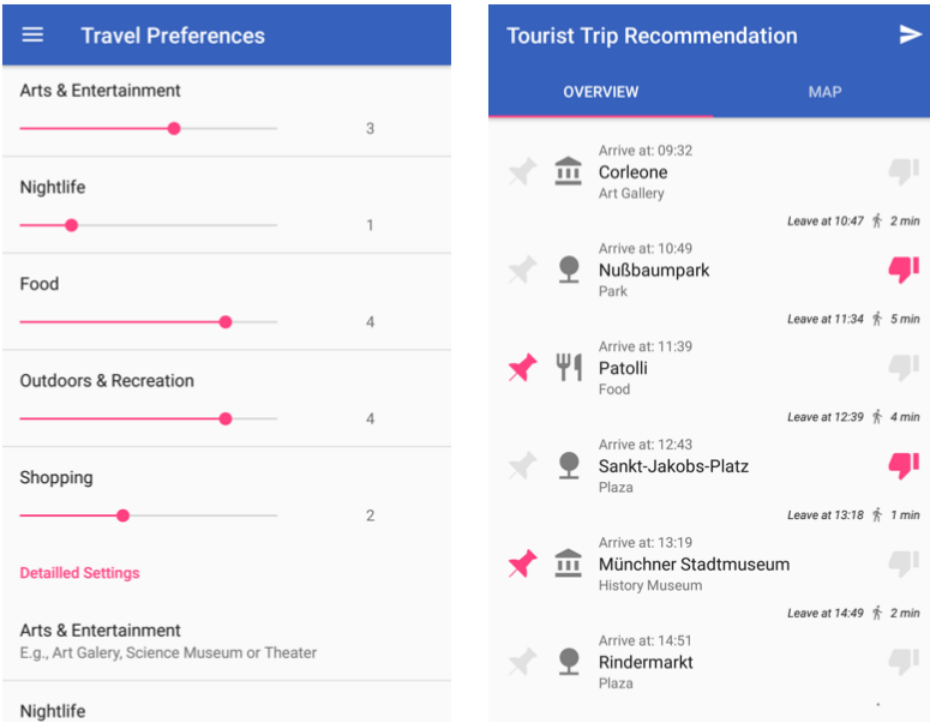 Travel Preferences
Arts & Entertainment
3
Nightlife
1
Food
4
Outdoors & Recreation
4
Shopping
2
Detailled Settings
Arts & Entertainment
E.g., Art Galery, Science Museum or Theater
Nightlife
Tourist Trip Recommendation
OVERVIEW MAP
Arrive at: 09:32
Corleone
Art Gallery
Leave at 10:47 2 min
Arrive at: 10:49
Nußbaumpark
Park
Leave at 11:34 5 min
Arrive at: 11:39
Patolli
Food
Leave at 12:39 4 min
Arrive at: 12:43
Sankt-Jakobs-Platz
Plaza
Leave at 13:18 1 min
Arrive at: 13:19
Münchner Stadtmuseum
History Museum
Leave at 14:49 2 min
Arrive at: 14:51
Rindermarkt
Plaza